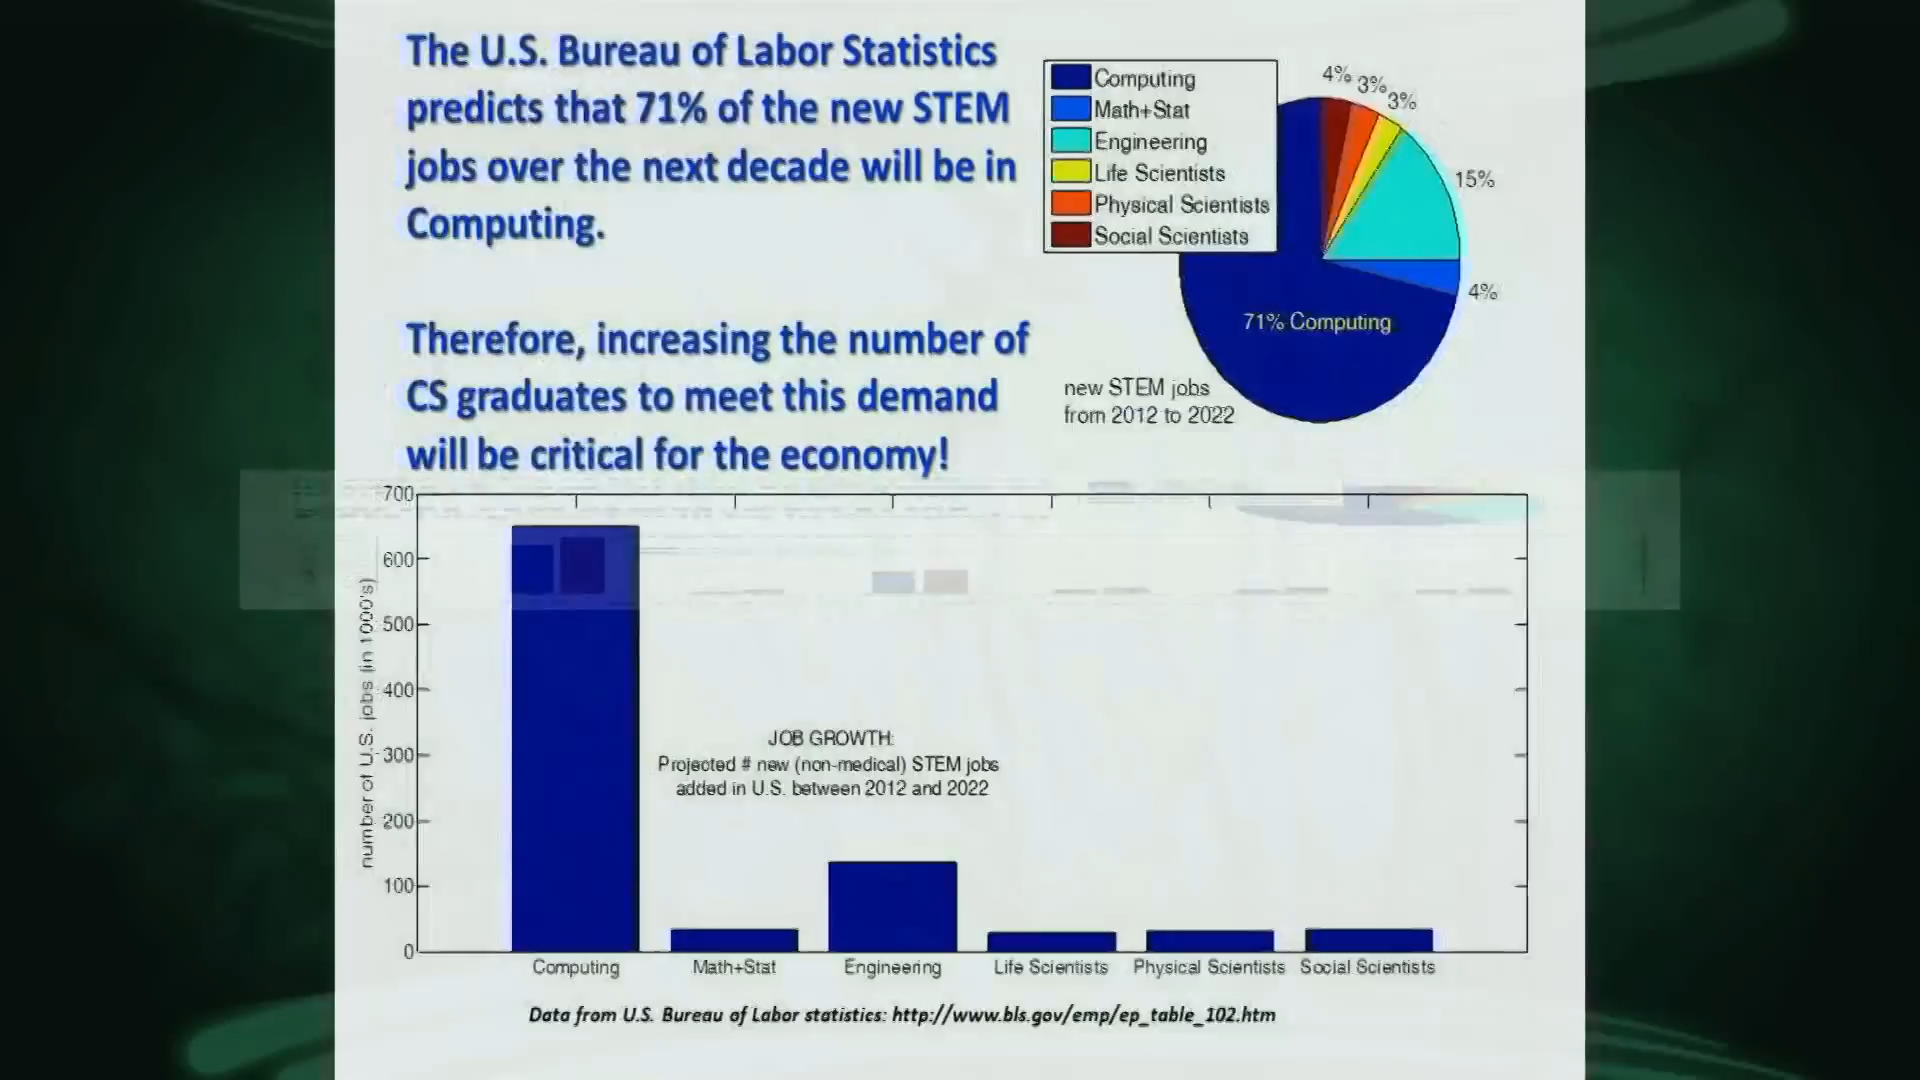 The U.S. Bureau of Labor Statistics
predicts that 71% of the new STEM
jobs over the next decade will be in
Computing.
Therefore, increasing the number of
CS graduates to meet this demand
will be critical for the economy!
Computing
Math+Stat
Engineering
Life Scientists
Physical Scientists
Social Scientists
4%
3%
3%
15%
4%
71% Computing
new STEM jobs
from 2012 to 2022
700
600
500
400
300
200
100
0
number of U.S. jobs (in 1000's)
JOB GROWTH:
Projected # new (non-medical) STEM jobs
added in U.S. between 2012 and 2022
Computing
Math+Stat
Engineering
Life Scientists
Physical Scientists
Social Scientists
Data from U.S. Bureau of Labor statistics: http://www.bls.gov/emp/ep_table_102.htm